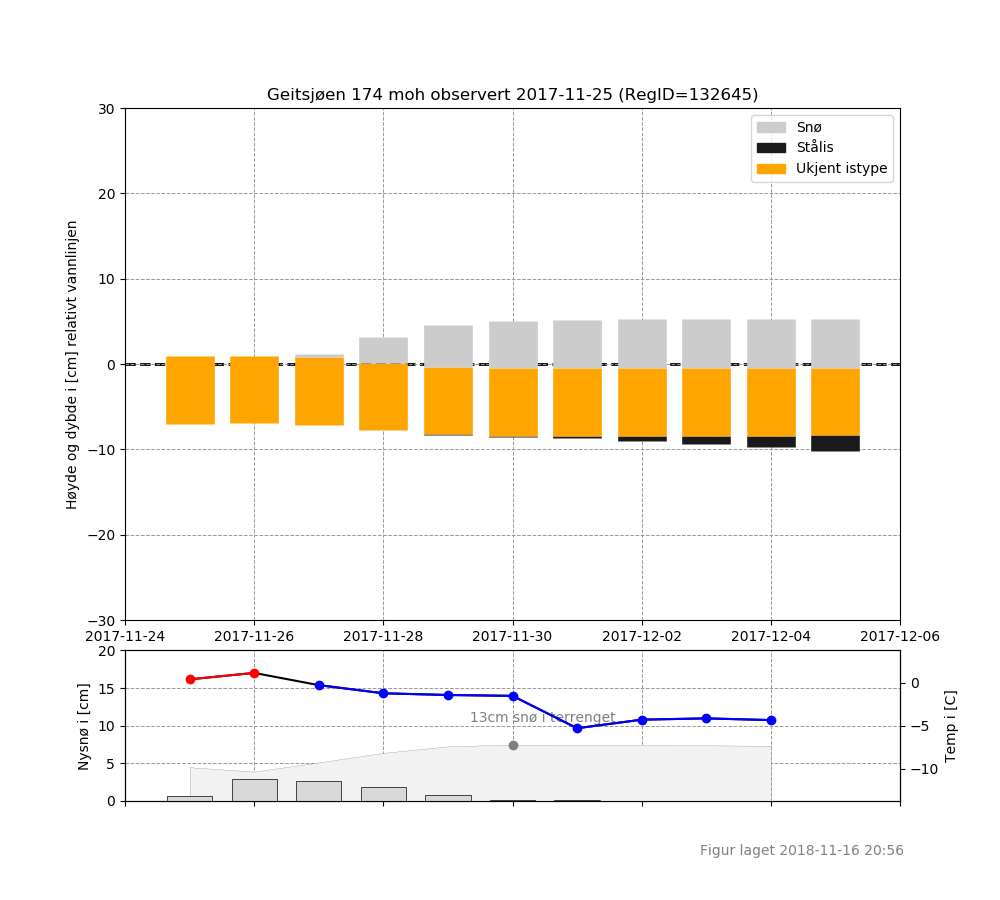 Geitsjøen 174 moh observert 2017-11-25 (RegID=132645)
Høyde og dybde i [cm] relativt vannlinjen
30
20
10
0
−10
−20
−30
Snø
Stålis
Ukjent istype
2017-11-24
2017-11-26
2017-11-28
2017-11-30
2017-12-02
2017-12-04
2017-12-06
Nysnø i [cm]
20
15
10
5
0
13cm snø i terrenget
0
−5
−10
Temp i [C]
Figur laget 2018-11-16 20:56